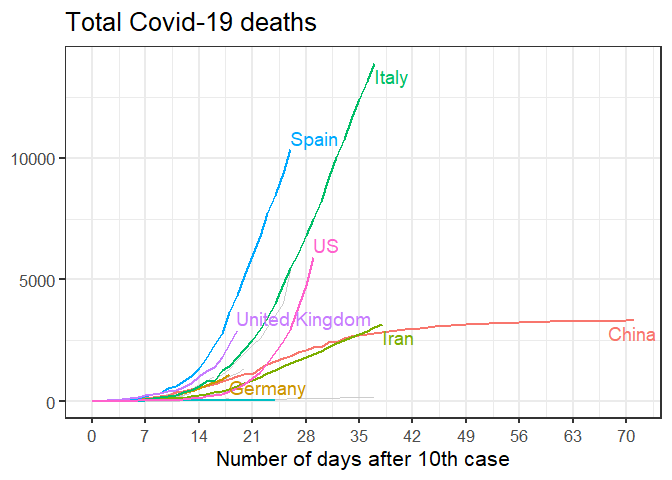 Total Covid-19 deaths
Italy
Spain
10000
US
5000
United Kingdom
China
Iran
Germany
0
0 7 14 21 28 35 42 49 56 63 70
Number of days after 10th case